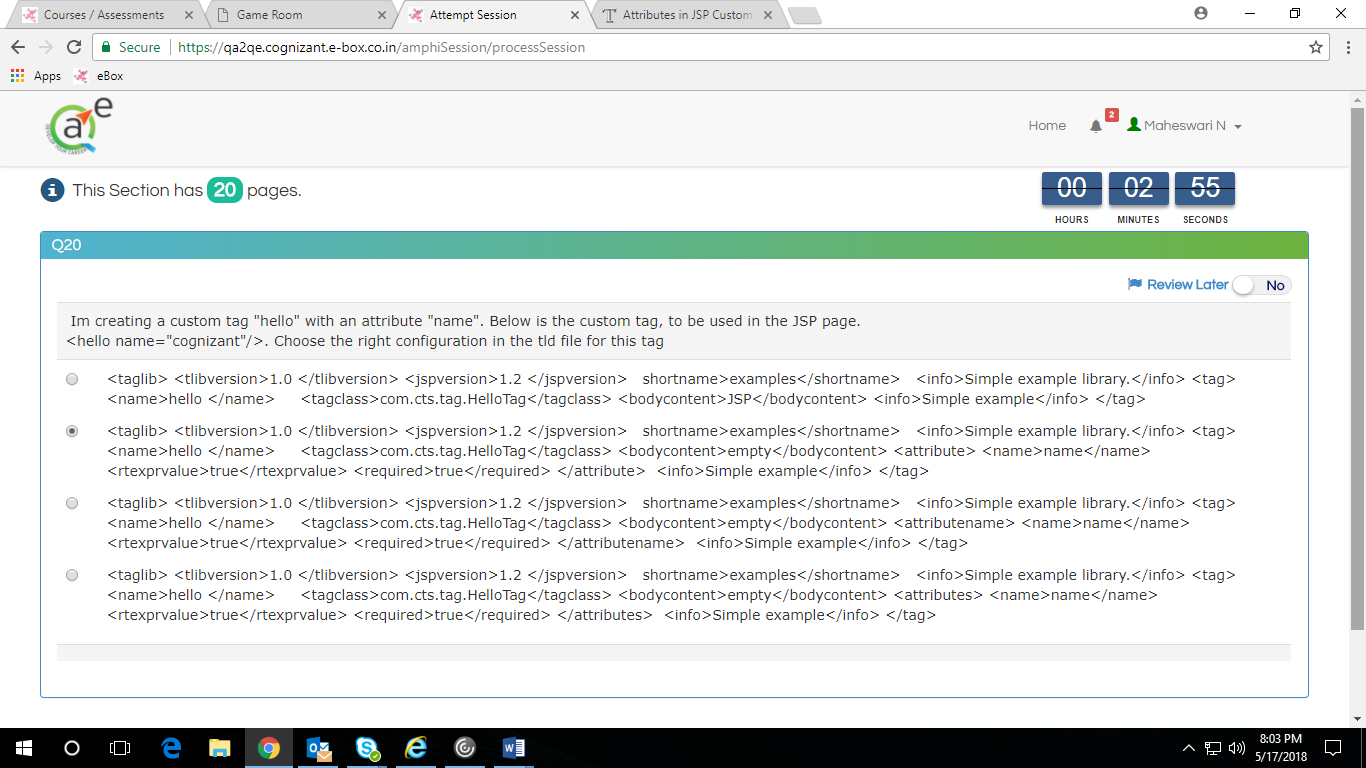 Courses / Assessments
Game Room
Attempt Session
Attributes in JSP Custom
Secure
https://qa2qe.cognizant.e-box.co.in/amphiSession/processSession
Apps
eBox
a e
Home
2
Maheswari N
This Section has 20 pages.
00 02 55
HOURS MINUTES SECONDS
Q20
Review Later No
Im creating a custom tag "hello" with an attribute "name". Below is the custom tag, to be used in the JSP page.
<hello name="cognizant"/>. Choose the right configuration in the tld file for this tag
<taglib> <tlibversion>1.0 </tlibversion> <jspversion>1.2 </jspversion> shortname>examples</shortname> <info>Simple example library.</info> <tag>
<name>hello </name> <tagclass>com.cts.tag.HelloTag</tagclass> <bodycontent>JSP</bodycontent> <info>Simple example</info> </tag>
<taglib> <tlibversion>1.0 </tlibversion> <jspversion>1.2 </jspversion> shortname>examples</shortname> <info>Simple example library.</info> <tag>
<name>hello </name> <tagclass>com.cts.tag.HelloTag</tagclass> <bodycontent>empty</bodycontent> <attribute> <name>name</name>
<rtexprvalue>true</rtexprvalue> <required>true</required> </attribute> <info>Simple example</info> </tag>
<taglib> <tlibversion>1.0 </tlibversion> <jspversion>1.2 </jspversion> shortname>examples</shortname> <info>Simple example library.</info> <tag>
<name>hello </name> <tagclass>com.cts.tag.HelloTag</tagclass> <bodycontent>empty</bodycontent> <attributename> <name>name</name>
<rtexprvalue>true</rtexprvalue> <required>true</required> </attributename> <info>Simple example</info> </tag>
<taglib> <tlibversion>1.0 </tlibversion> <jspversion>1.2 </jspversion> shortname>examples</shortname> <info>Simple example library.</info> <tag>
<name>hello </name> <tagclass>com.cts.tag.HelloTag</tagclass> <bodycontent>empty</bodycontent> <attributes> <name>name</name>
<rtexprvalue>true</rtexprvalue> <required>true</required> </attributes> <info>Simple example</info> </tag>
8:03 PM
5/17/2018